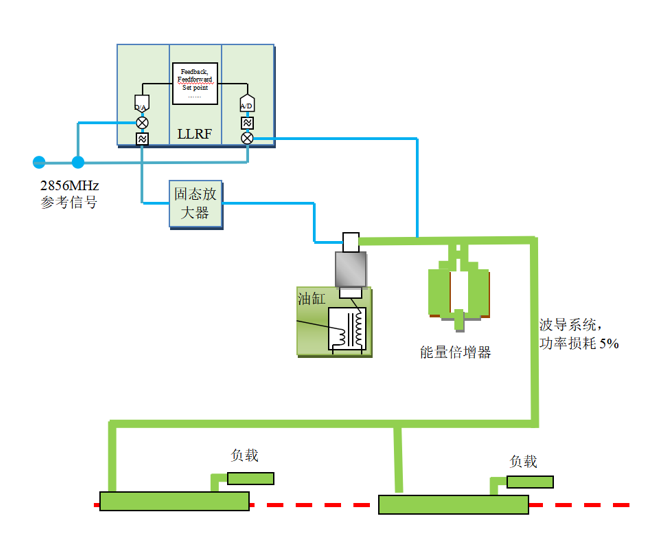 Feedback,
Feedforward
Set point
……
D/A
A/D
LLRF
2856MHz
参考信号
固态放
大器
油缸
能量倍增器
波导系统，
功率损耗 5%
负载
负载